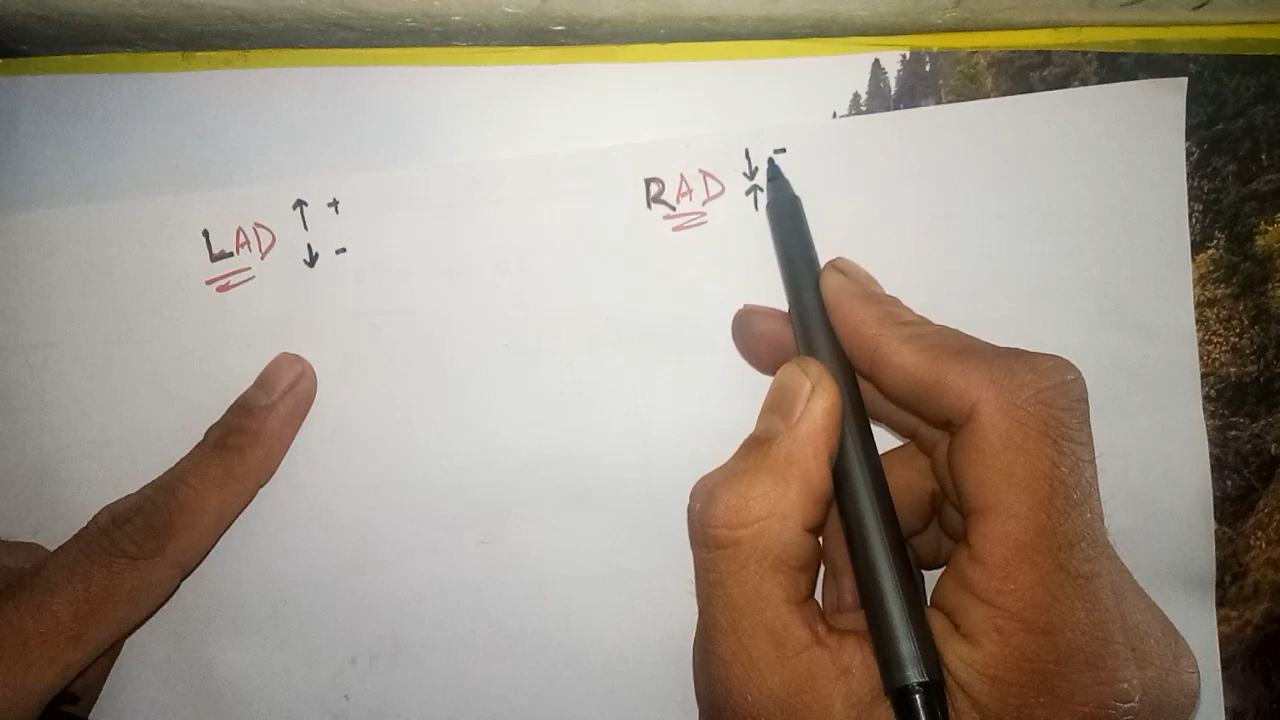 LAD ↑ +
↓ -
RAD ↓ -
↑